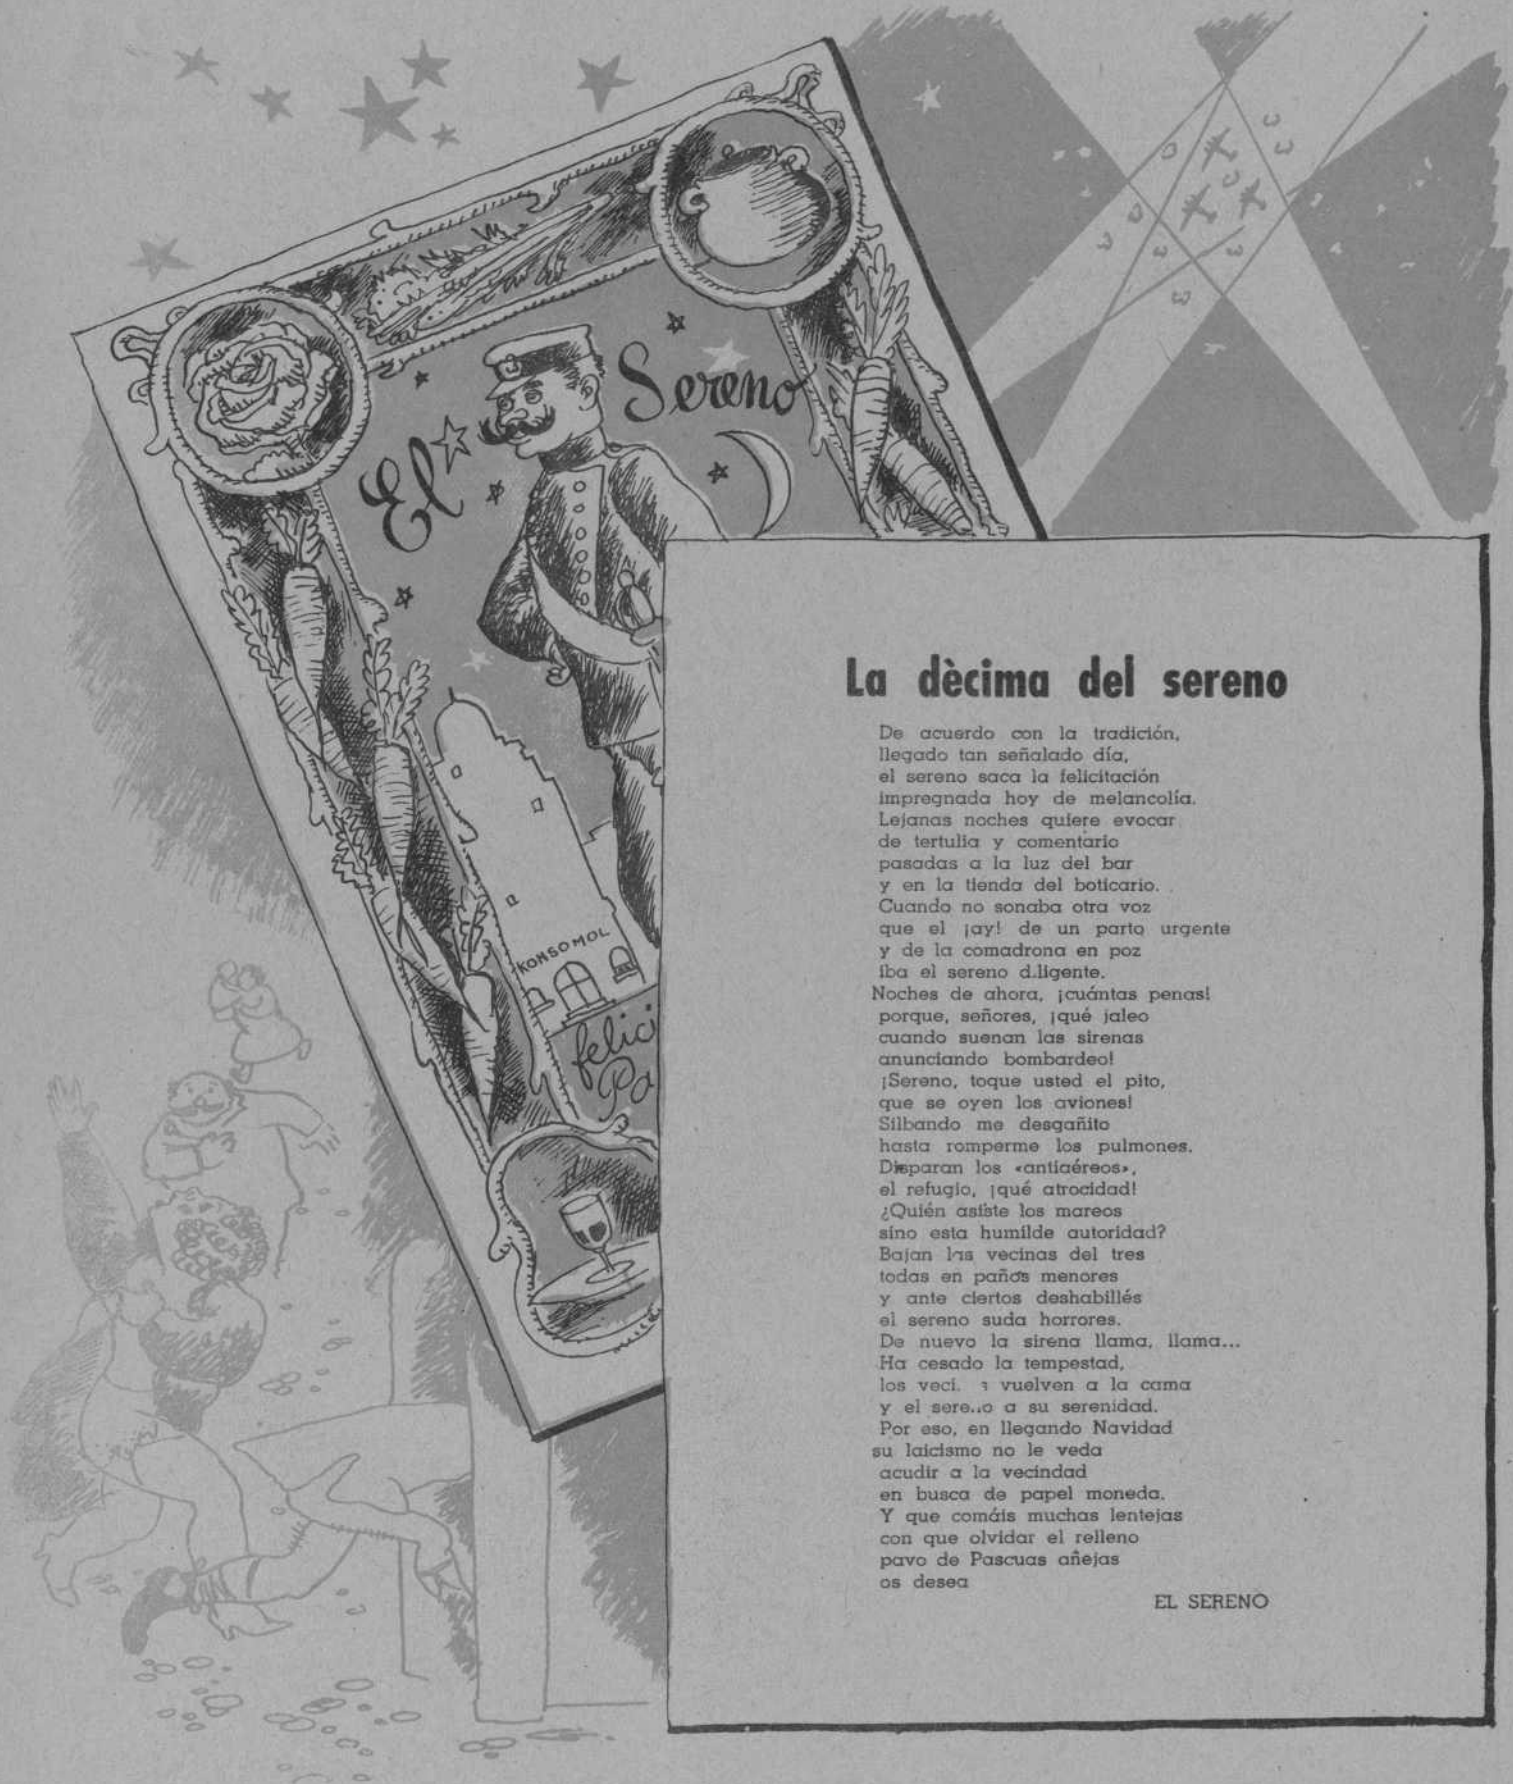 El Sereno
KONSOMOL
felici
Pa
La dècima del sereno
De acuerdo con la tradición,
llegado tan señalado día,
el sereno saca la felicitación
impregnada hoy de melancolía.
Lejanas noches quiere evocar
de tertulia y comentario
pasadas a la luz del bar
y en la tienda del boticario.
Cuando no sonaba otra voz
que el ¡ay! de un parto urgente
y de la comadrona en poz
iba el sereno d.ligente.
Noches de ahora, ¡cuántas penas!
porque, señores, ¡qué jaleo
cuando suenan las sirenas
anunciando bombardeo!
¡Sereno, toque usted el pito,
que se oyen los aviones!
Silbando me desgañito
hasta romperme los pulmones.
Disparan los «antiaéreos»,
el refugio, ¡qué atrocidad!
¿Quién asiste los mareos
sino esta humilde autoridad?
Bajan las vecinas del tres
todas en paños menores
y ante ciertos deshabillés
el sereno suda horrores.
De nuevo la sirena llama, llama...
Ha cesado la tempestad,
los veci. vuelven a la cama
y el sere..o a su serenidad.
Por eso, en llegando Navidad
su laicismo no le veda
acudir a la vecindad
en busca de papel moneda.
Y que comáis muchas lentejas
con que olvidar el relleno
pavo de Pascuas añejas
os desea
EL SERENO